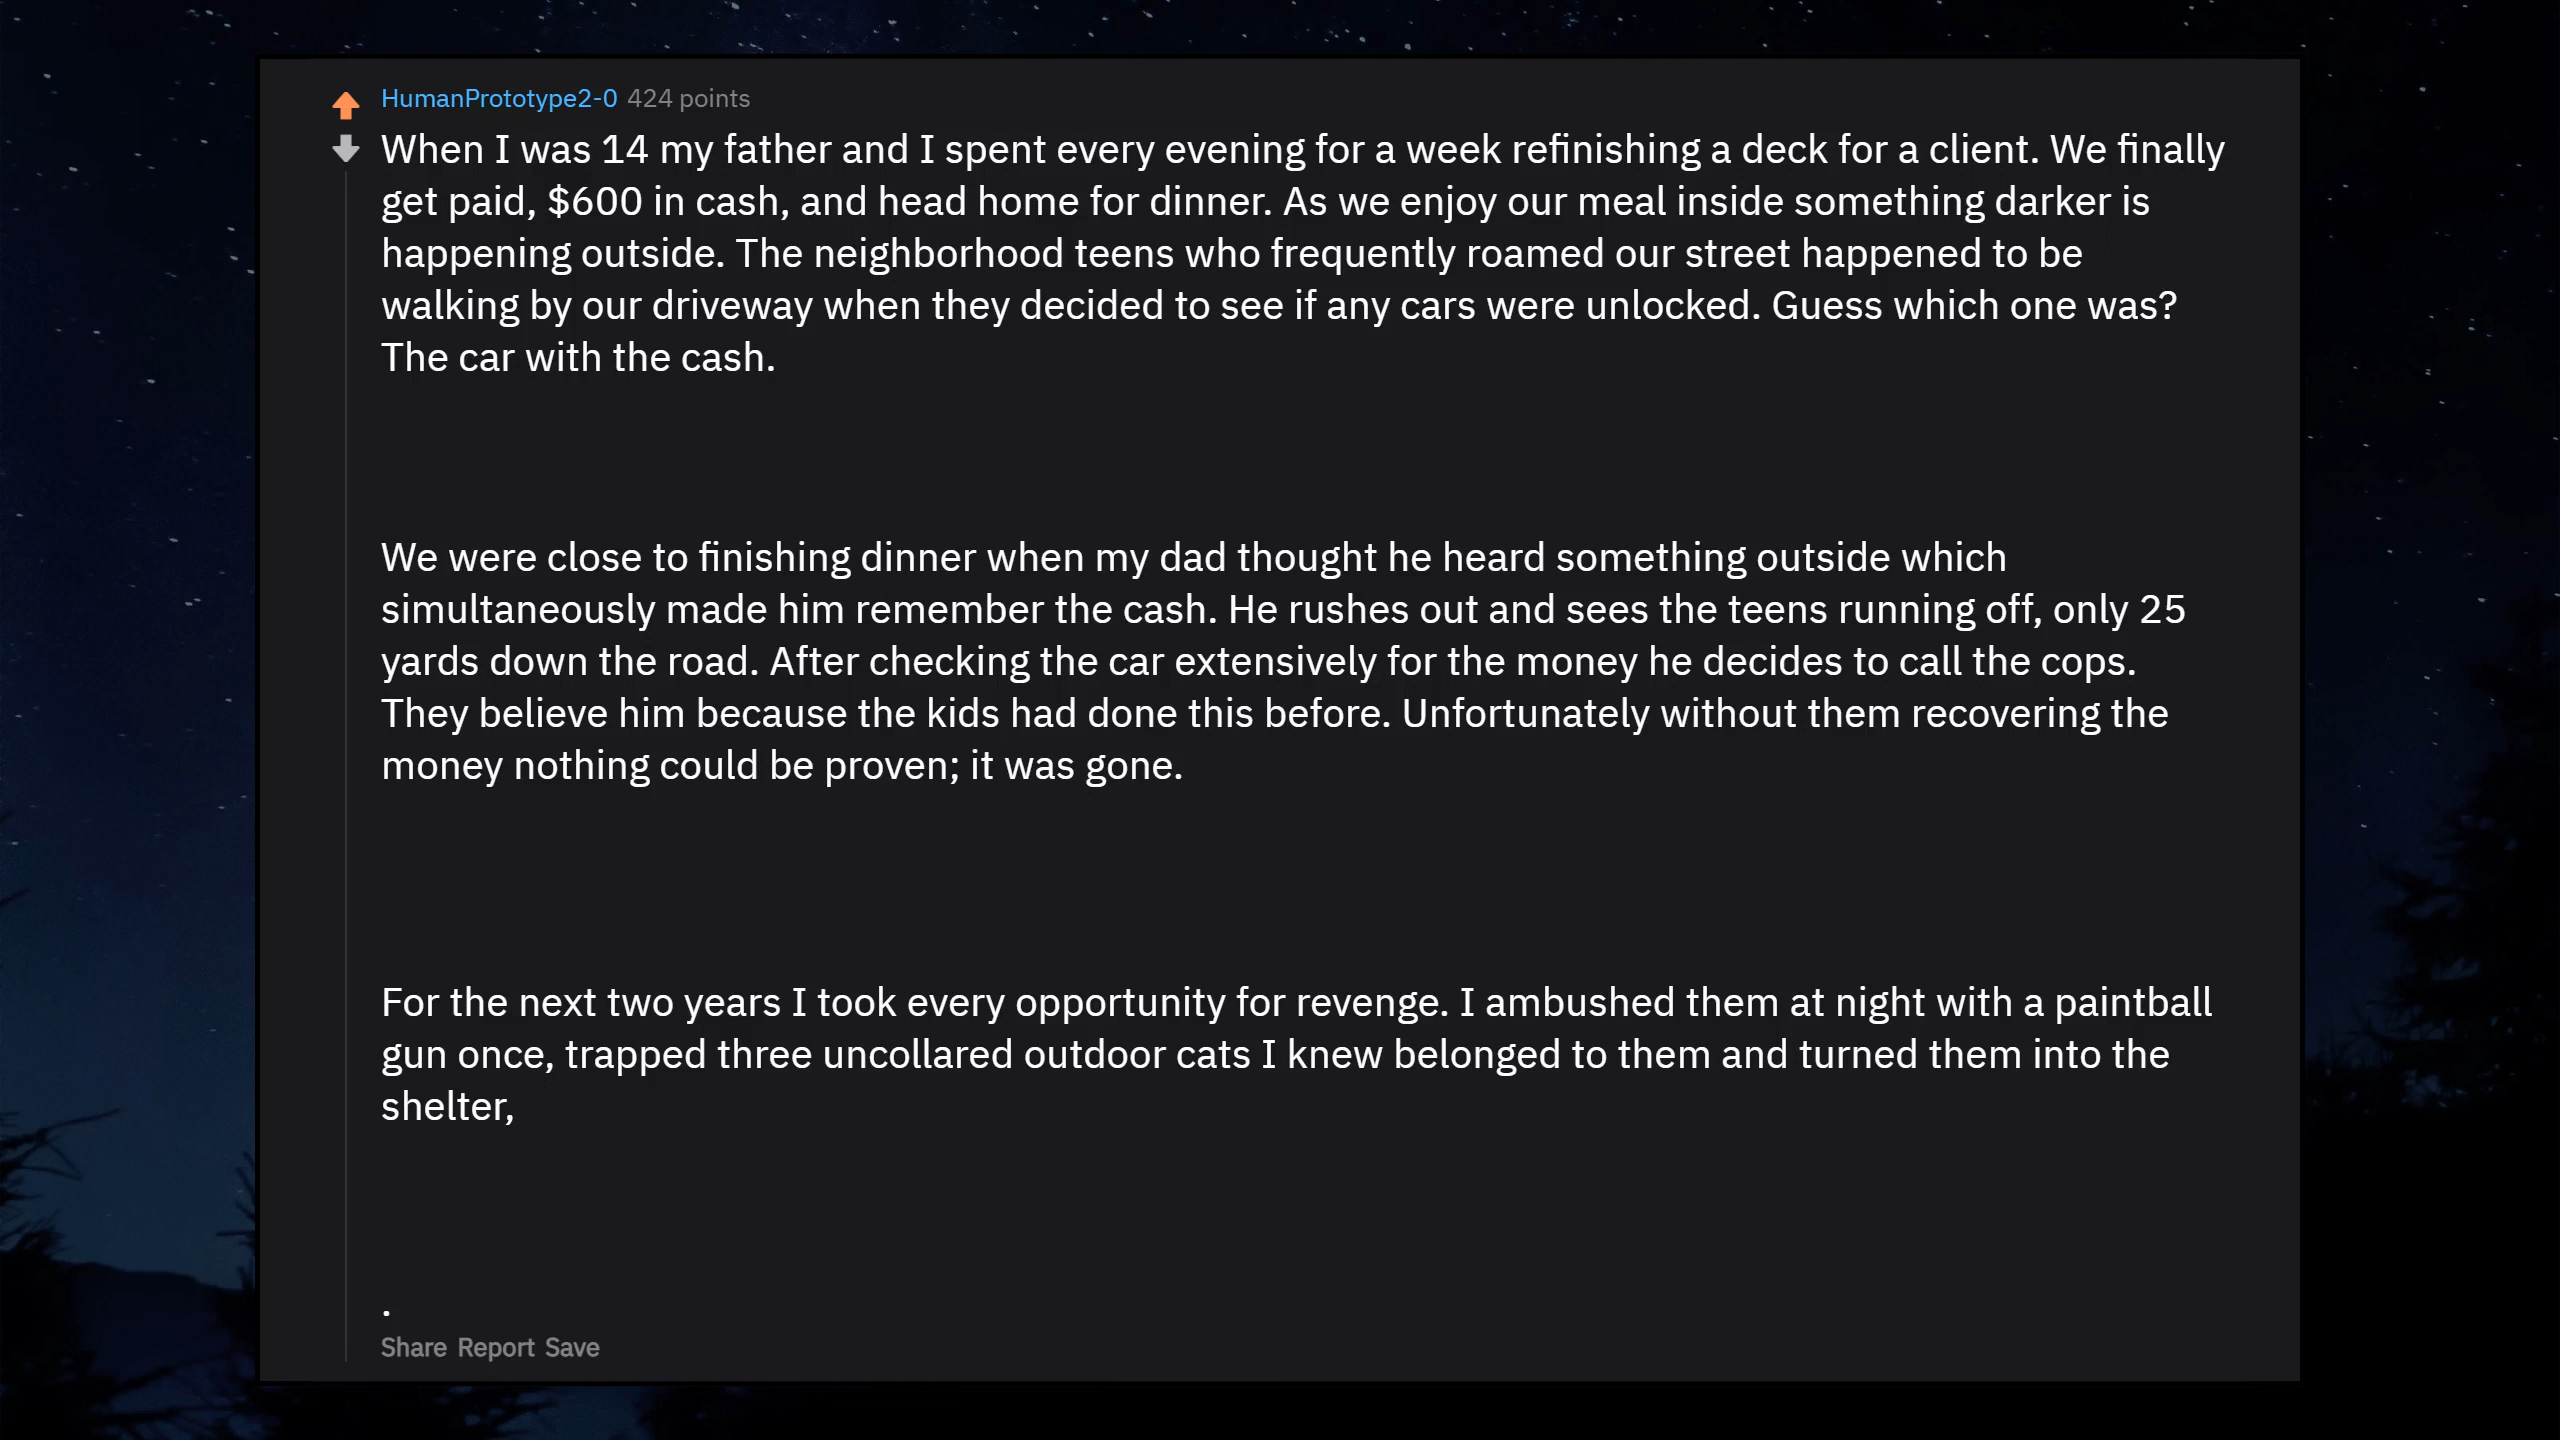 HumanPrototype2-0 424 points
When I was 14 my father and I spent every evening for a week refinishing a deck for a client. We finally
get paid, $600 in cash, and head home for dinner. As we enjoy our meal inside something darker is
happening outside. The neighborhood teens who frequently roamed our street happened to be
walking by our driveway when they decided to see if any cars were unlocked. Guess which one was?
The car with the cash.
We were close to finishing dinner when my dad thought he heard something outside which
simultaneously made him remember the cash. He rushes out and sees the teens running off, only 25
yards down the road. After checking the car extensively for the money he decides to call the cops.
They believe him because the kids had done this before. Unfortunately without them recovering the
money nothing could be proven; it was gone.
For the next two years I took every opportunity for revenge. I ambushed them at night with a paintball
gun once, trapped three uncollared outdoor cats I knew belonged to them and turned them into the
shelter,
.
Share Report Save